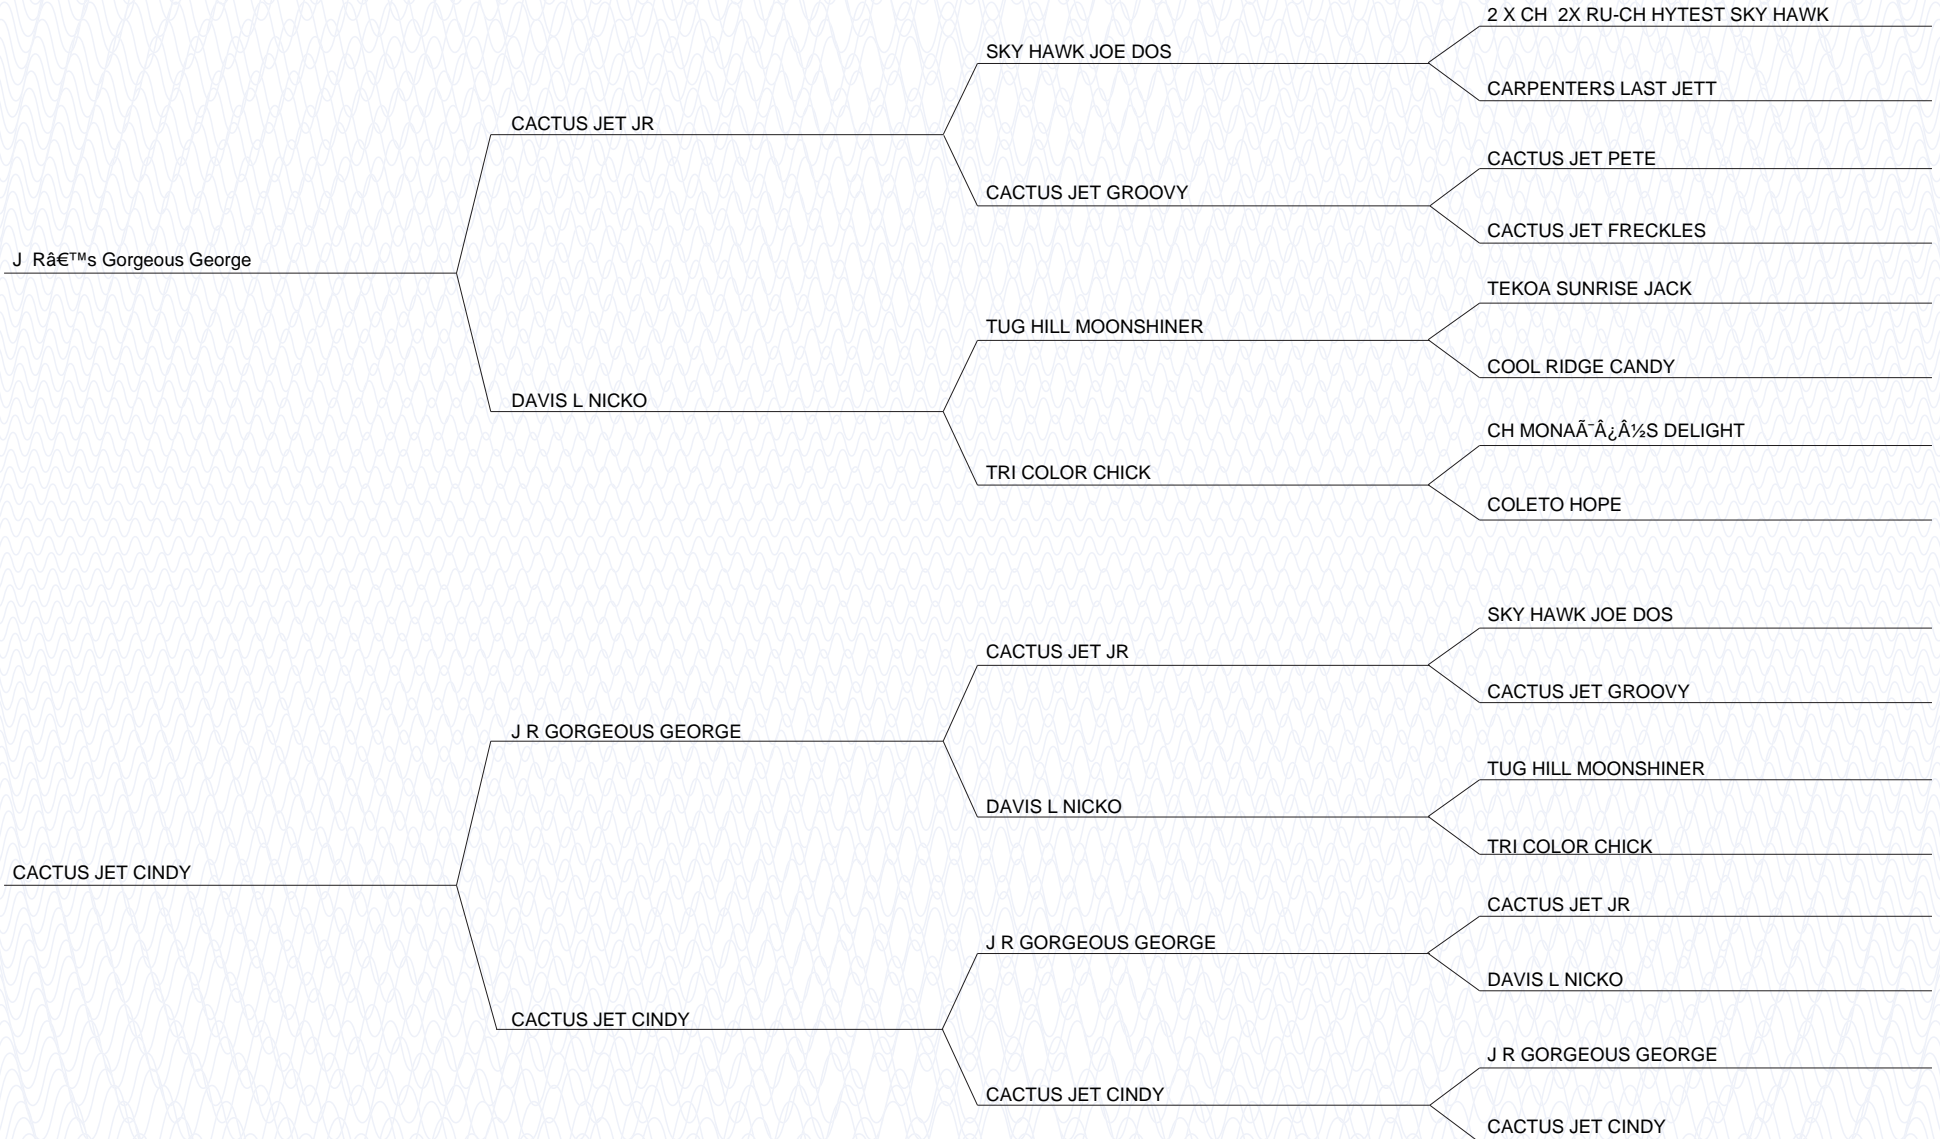 2 X CH  2X RU-CH HYTEST SKY HAWK
SKY HAWK JOE DOS
CARPENTERS LAST JETT
CACTUS JET JR
CACTUS JET PETE
CACTUS JET GROOVY
CACTUS JET FRECKLES
J  Râ€™s Gorgeous George
TEKOA SUNRISE JACK
TUG HILL MOONSHINER
COOL RIDGE CANDY
DAVIS L NICKO
CH MONAÃ¯Â¿Â½S DELIGHT
TRI COLOR CHICK
COLETO HOPE
SKY HAWK JOE DOS
CACTUS JET JR
CACTUS JET GROOVY
J R GORGEOUS GEORGE
TUG HILL MOONSHINER
DAVIS L NICKO
TRI COLOR CHICK
CACTUS JET CINDY
CACTUS JET JR
J R GORGEOUS GEORGE
DAVIS L NICKO
CACTUS JET CINDY
J R GORGEOUS GEORGE
CACTUS JET CINDY
CACTUS JET CINDY